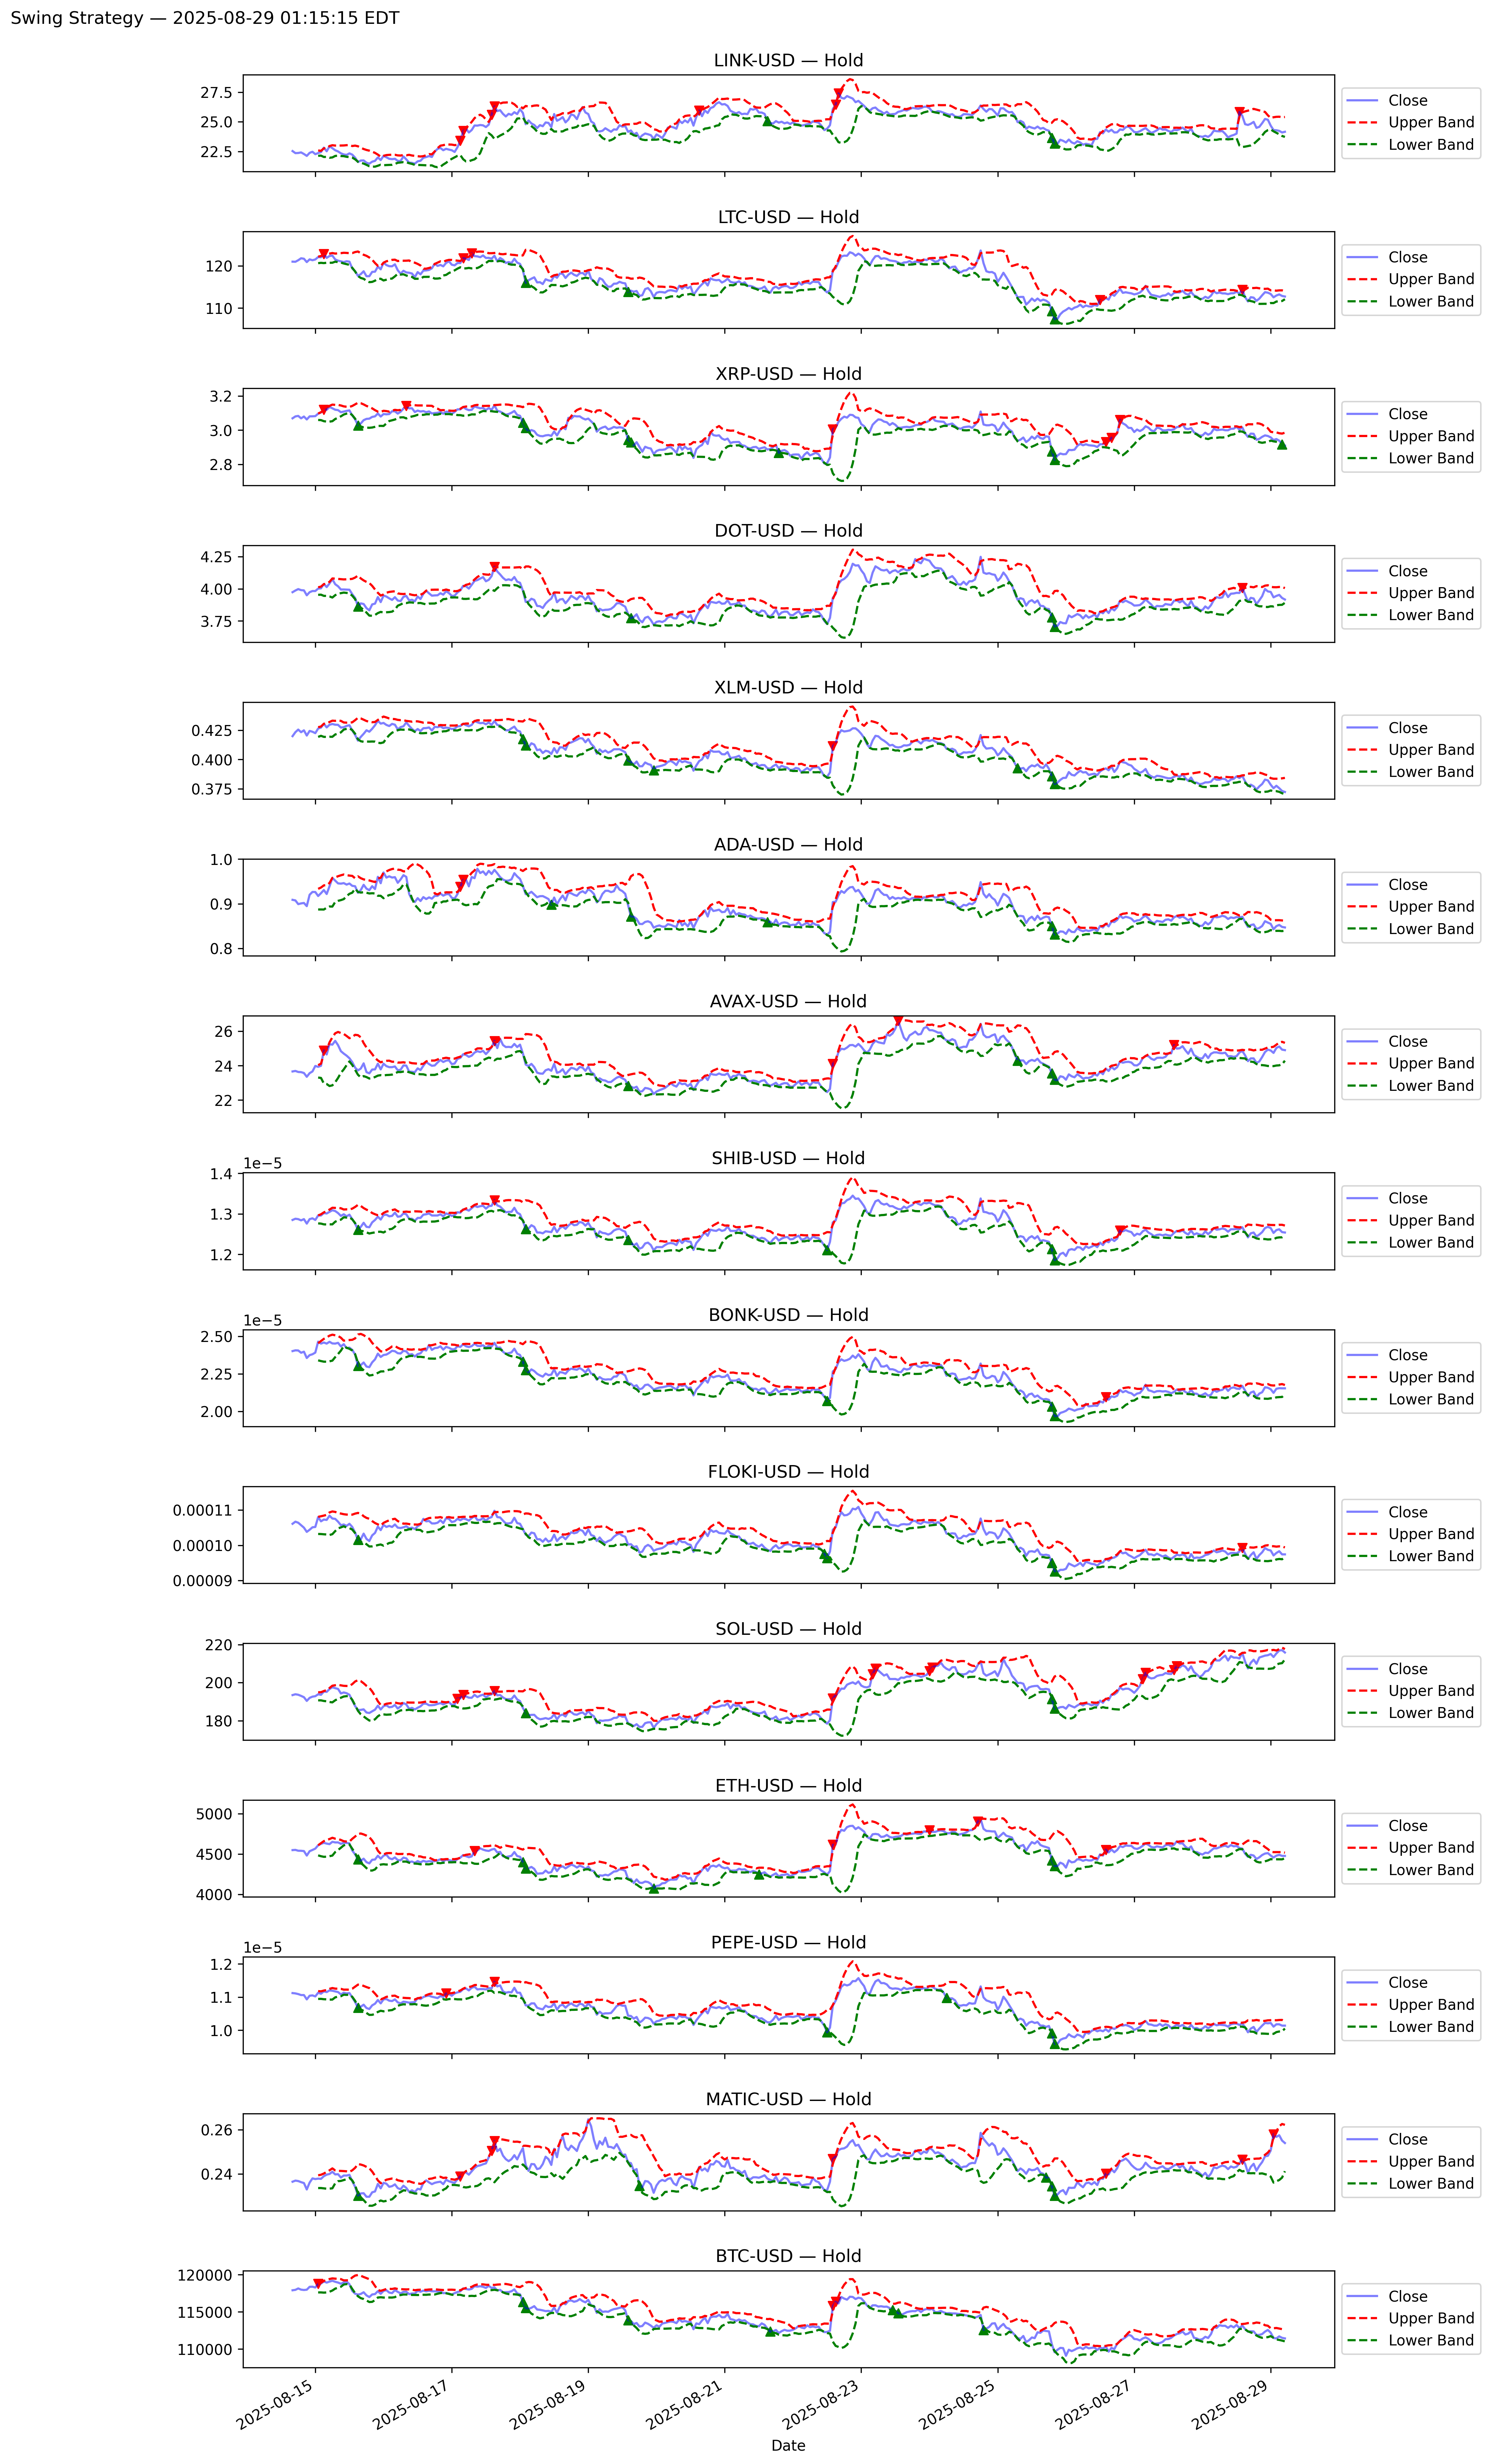 Swing Strategy — 2025-08-29 01:15:15 EDT
LINK-USD — Hold
27.5
25.0
22.5
Close
Upper Band
Lower Band
LTC-USD — Hold
120
110
Close
Upper Band
Lower Band
XRP-USD — Hold
3.2
3.0
2.8
Close
Upper Band
Lower Band
DOT-USD — Hold
4.25
4.00
3.75
Close
Upper Band
Lower Band
XLM-USD — Hold
0.425
0.400
0.375
Close
Upper Band
Lower Band
ADA-USD — Hold
1.0
0.9
0.8
Close
Upper Band
Lower Band
AVAX-USD — Hold
26
24
22
Close
Upper Band
Lower Band
SHIB-USD — Hold
1e−5
1.4
1.3
1.2
Close
Upper Band
Lower Band
BONK-USD — Hold
1e−5
2.50
2.25
2.00
Close
Upper Band
Lower Band
FLOKI-USD — Hold
0.00011
0.00010
0.00009
Close
Upper Band
Lower Band
SOL-USD — Hold
220
200
180
Close
Upper Band
Lower Band
ETH-USD — Hold
5000
4500
4000
Close
Upper Band
Lower Band
PEPE-USD — Hold
1e−5
1.2
1.1
1.0
Close
Upper Band
Lower Band
MATIC-USD — Hold
0.26
0.24
Close
Upper Band
Lower Band
BTC-USD — Hold
120000
115000
110000
Close
Upper Band
Lower Band
2025-08-15
2025-08-17
2025-08-19
2025-08-21
2025-08-23
2025-08-25
2025-08-27
2025-08-29
Date